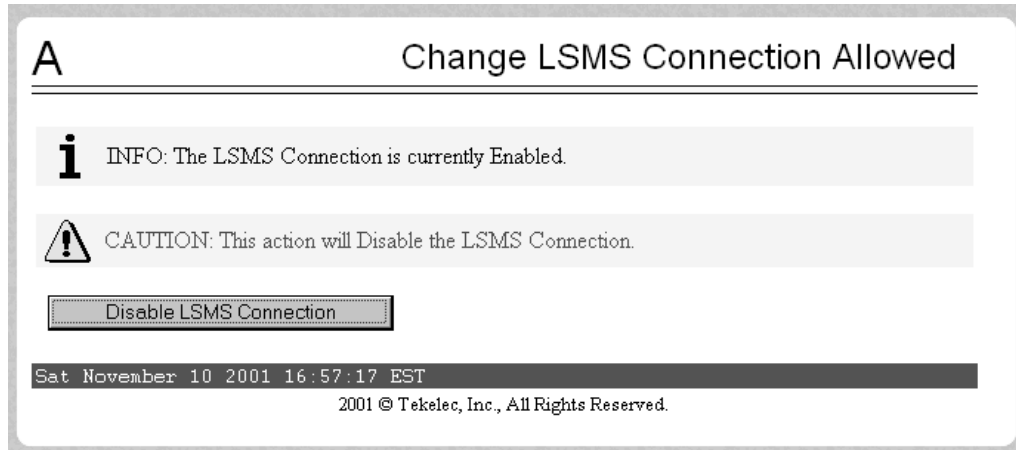 A
Change LSMS Connection Allowed
INFO: The LSMS Connection is currently Enabled.
CAUTION: This action will Disable the LSMS Connection.
Disable LSMS Connection
Sat November 10 2001 16:57:17 EST
2001 © Tekelec, Inc., All Rights Reserved.